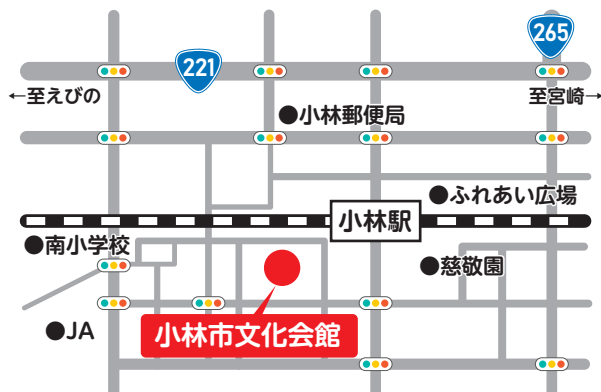 265
221
←至えびの
至宮崎→
●小林郵便局
●ふれあい広場
小林駅
●南小学校
●慈敬園
●JA
小林市文化会館